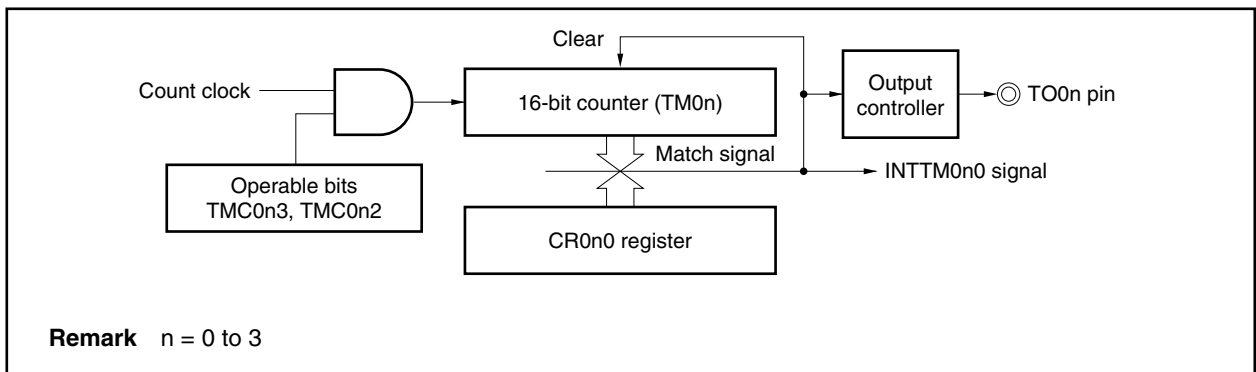 Clear
Count clock
16-bit counter (TM0n)
Output
controller
TO0n pin
Match signal
INTTM0n0 signal
Operable bits
TMC0n3, TMC0n2
CR0n0 register
Remark n = 0 to 3